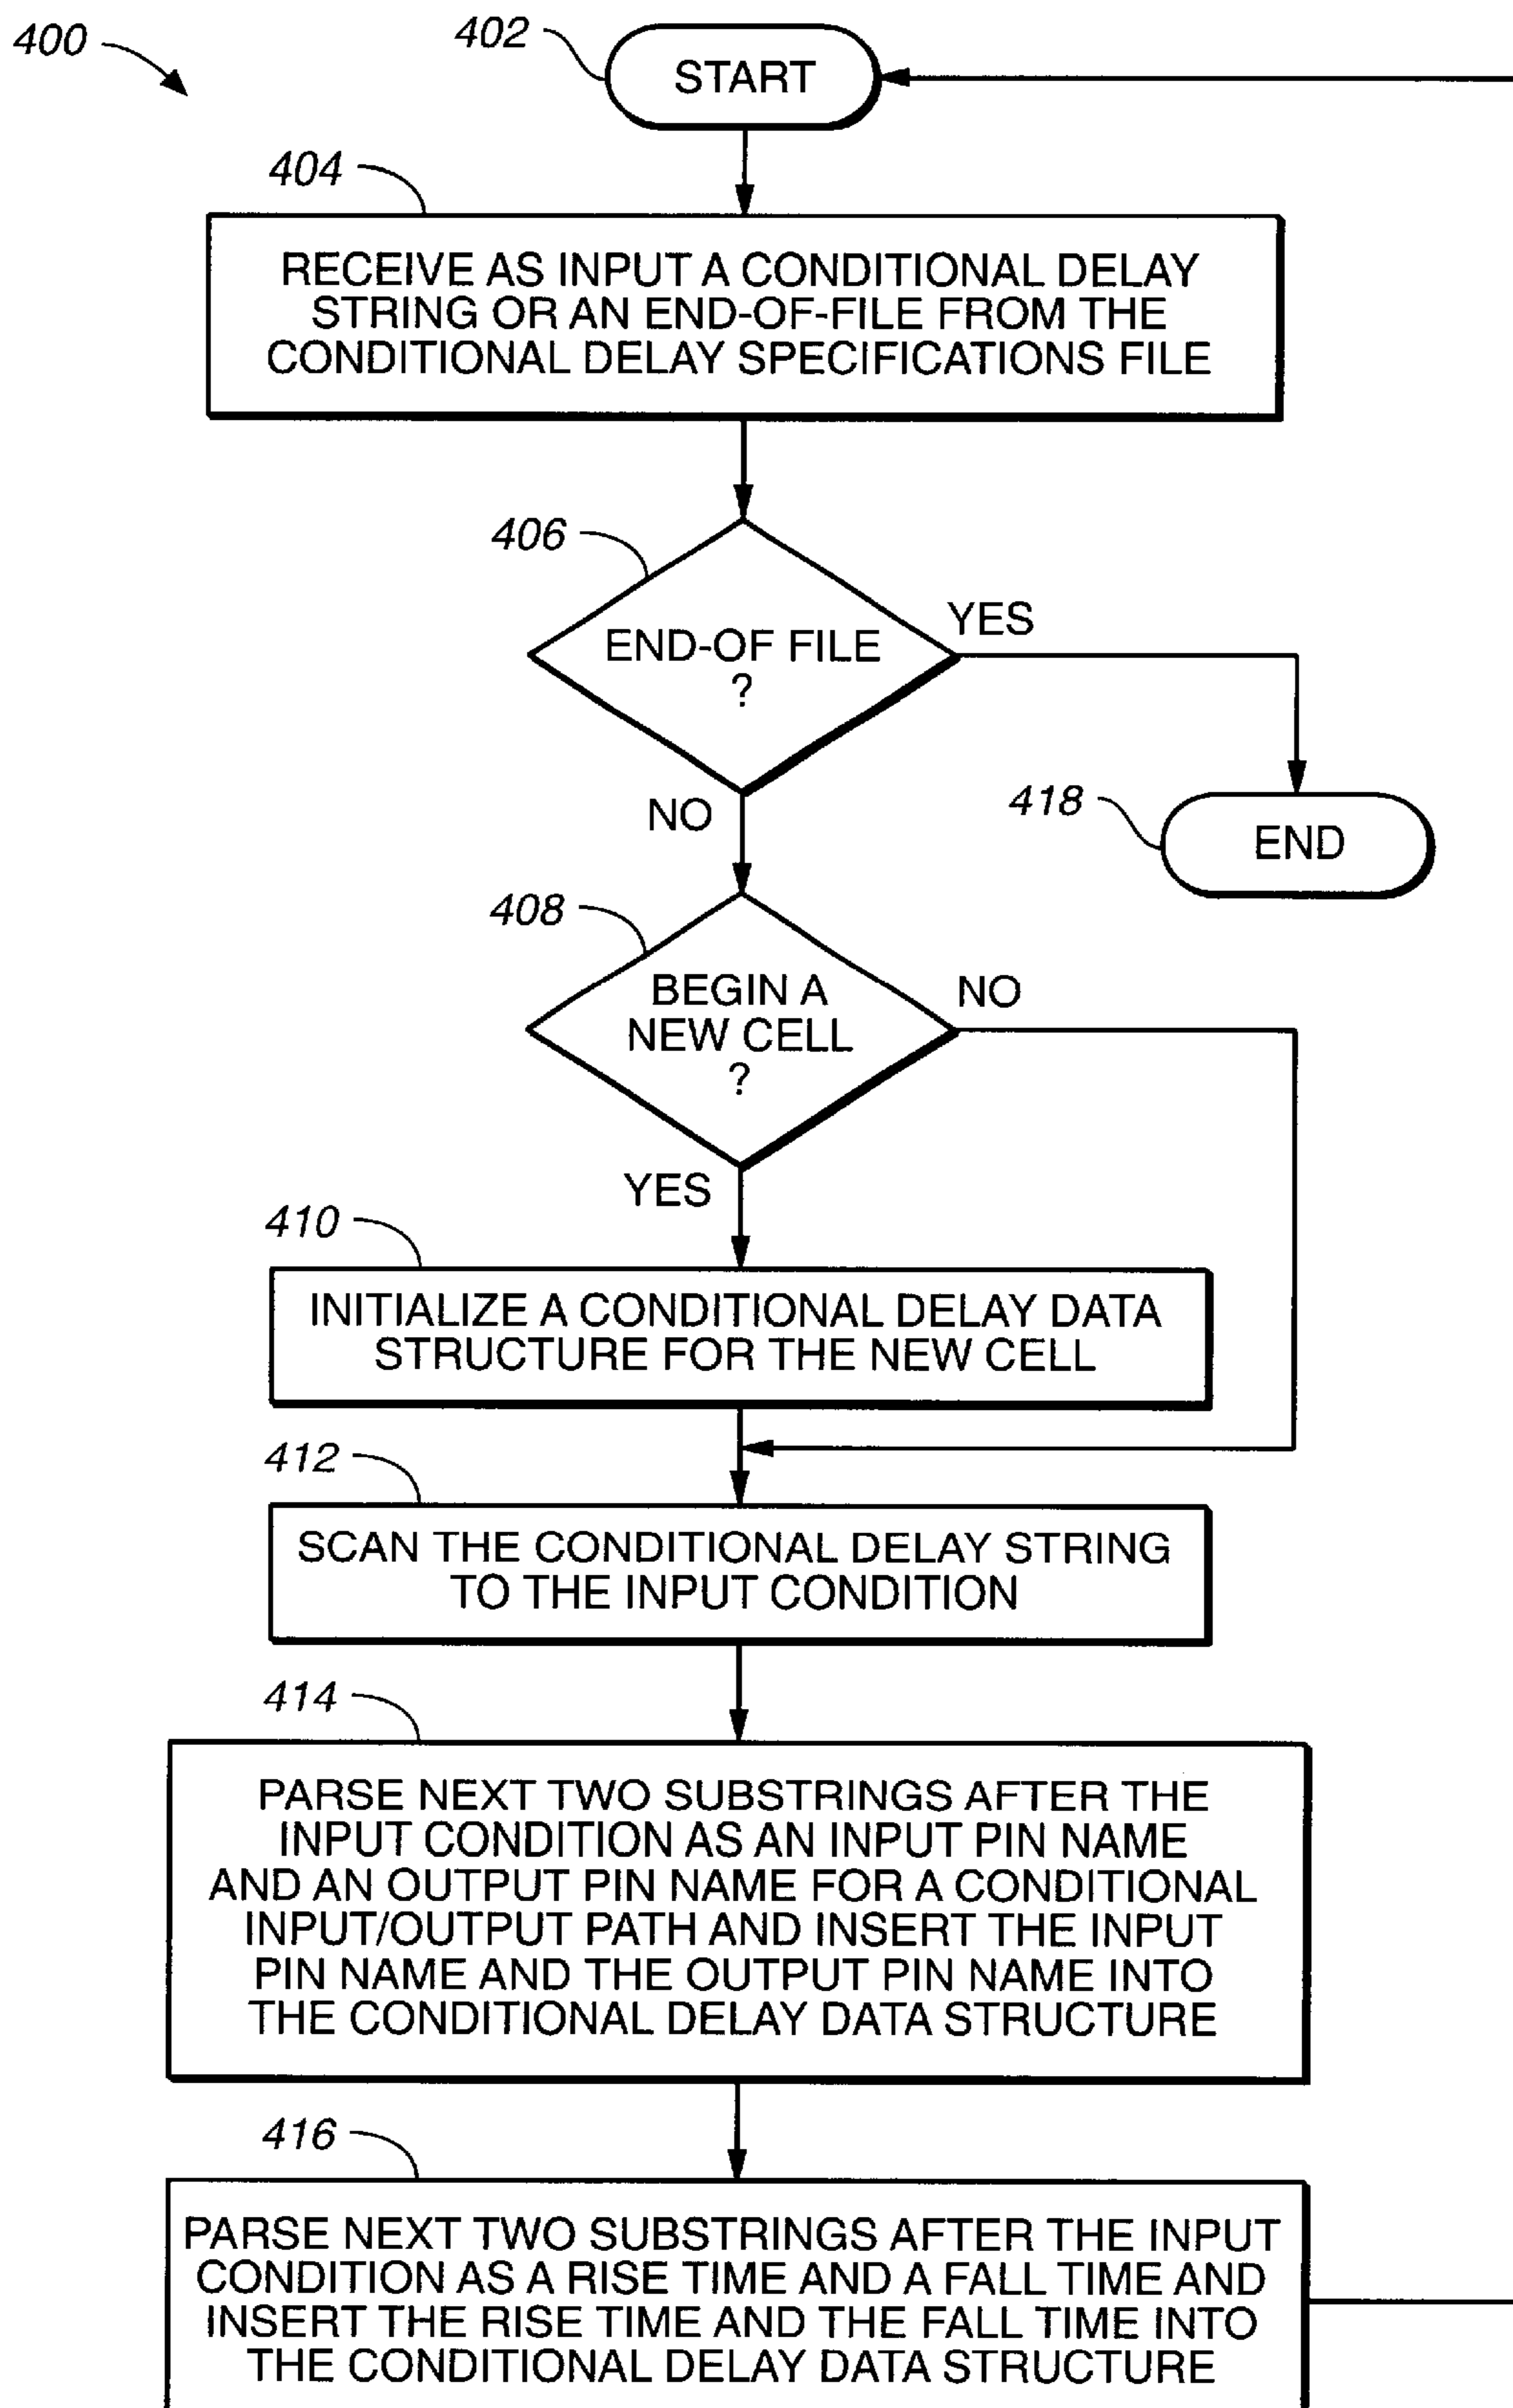 400
402
START
404
RECEIVE AS INPUT A CONDITIONAL DELAY
STRING OR AN END-OF-FILE FROM THE
CONDITIONAL DELAY SPECIFICATIONS FILE
406
END-OF FILE
?
YES
NO
418
END
408
BEGIN A
NEW CELL
?
NO
YES
410
INITIALIZE A CONDITIONAL DELAY DATA
STRUCTURE FOR THE NEW CELL
412
SCAN THE CONDITIONAL DELAY STRING
TO THE INPUT CONDITION
414
PARSE NEXT TWO SUBSTRINGS AFTER THE
INPUT CONDITION AS AN INPUT PIN NAME
AND AN OUTPUT PIN NAME FOR A CONDITIONAL
INPUT/OUTPUT PATH AND INSERT THE INPUT
PIN NAME AND THE OUTPUT PIN NAME INTO
THE CONDITIONAL DELAY DATA STRUCTURE
416
PARSE NEXT TWO SUBSTRINGS AFTER THE INPUT
CONDITION AS A RISE TIME AND A FALL TIME AND
INSERT THE RISE TIME AND THE FALL TIME INTO
THE CONDITIONAL DELAY DATA STRUCTURE